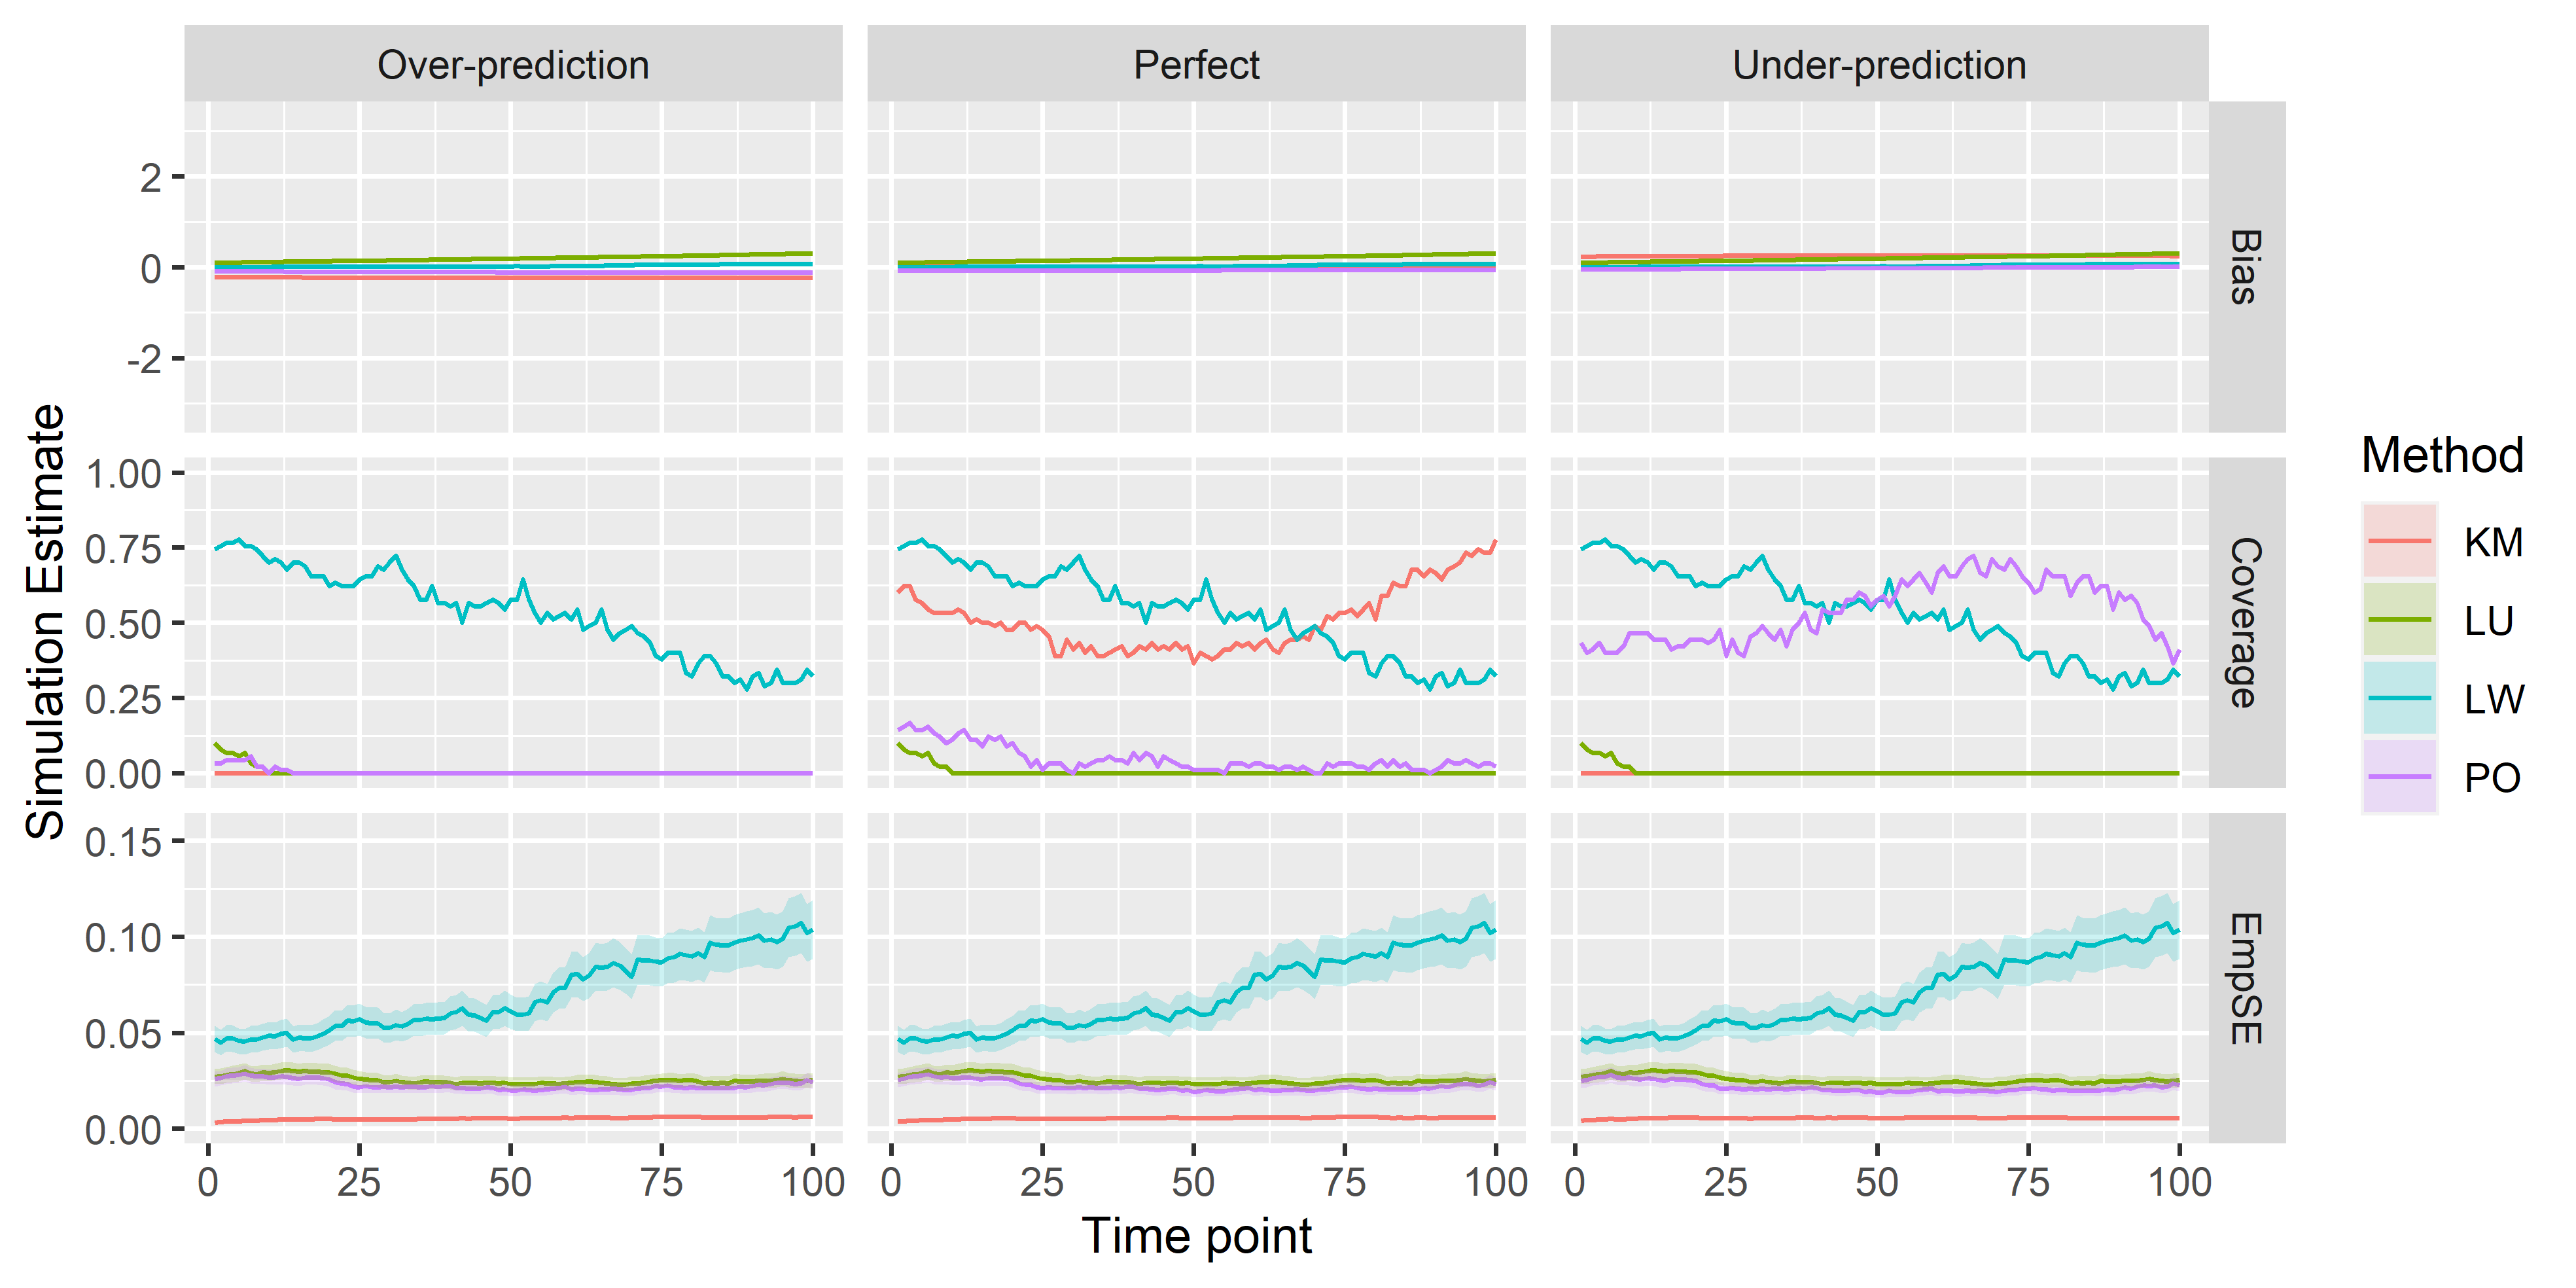 Over-prediction
Perfect
Under-prediction
2
0
-2
Bias
1.00
0.75
0.50
0.25
0.00
Coverage
0.15
0.10
0.05
0.00
EmpSE
0 25 50 75 100
0 25 50 75 100
0 25 50 75 100
Time point
Simulation Estimate
Method
KM
LU
LW
PO